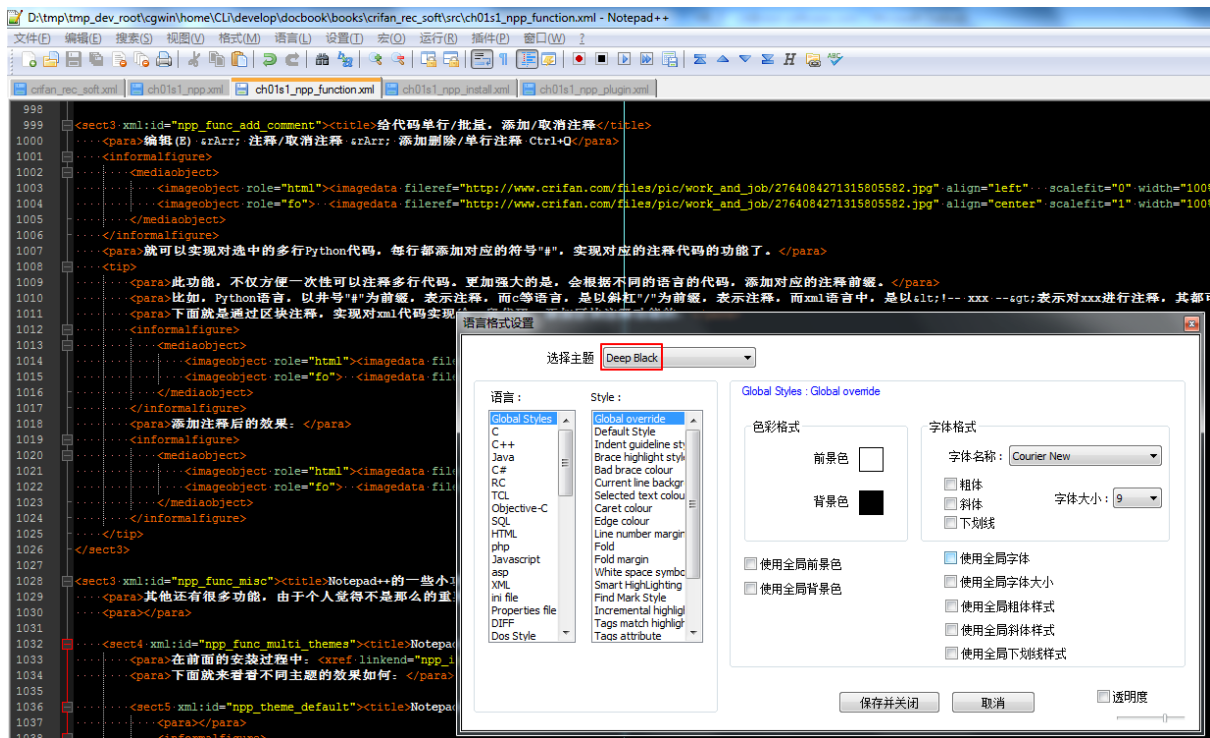 D:\tmp\tmp_dev_root\cgwin\home\CLi\develop\docbook\books\crifan_rec_soft\src\ch01s1_npp_function.xml - Notepad++
文件(F) 编辑(E) 搜索(S) 视图(V) 格式(M) 语言(L) 设置(T) 宏(O) 运行(R) 插件(P) 窗口(W) ?
crifan_rec_soft.xml ch01s1_npp.xml ch01s1_npp_function.xml ch01s1_npp_install.xml ch01s1_npp_plugin.xml
998
999 <sect3 xml:id="npp_func_add_comment"><title>给代码单行/批量，添加/取消注释</title>
1000 <para>编辑(E) &rArr; 注释/取消注释 &rArr; 添加删除/单行注释 Ctrl+Q</para>
1001 <informalfigure>
1002 <mediaobject>
1003 <imageobject role="html"><imagedata fileref="http://www.crifan.com/files/pic/work_and_job/2764084271315805582.jpg" align="left" scalefit="0" width="100%
1004 <imageobject role="fo"> <imagedata fileref="http://www.crifan.com/files/pic/work_and_job/2764084271315805582.jpg" align="center" scalefit="1" width="100%
1005 </mediaobject>
1006 </informalfigure>
1007 <para>就可以实现对选中的多行Python代码，每行都添加对应的符号"#"，实现对应的注释代码的功能了。</para>
1008 <tip>
1009 <para>此功能，不仅方便一次性可以注释多行代码，更加强大的是，会根据不同的语言的代码，添加对应的注释前缀。</para>
1010 <para>比如，Python语言，以井号"#"为前缀，表示注释，而c等语言，是以斜杠"/"为前缀，表示注释，而xml语言中，是以&lt;!-- xxx --&gt;表示对xxx进行注释，其都可
1011 <para>下面就是通过区块注释，实现对xml代码实现
1012 <informalfigure>
1013 <mediaobject>
1014 <imageobject role="html"><imagedata file
1015 <imageobject role="fo"> <imagedata file
1016 </mediaobject>
1017 </informalfigure>
1018 <para>添加注释后的效果：</para>
1019 <informalfigure>
1020 <mediaobject>
1021 <imageobject role="html"><imagedata file
1022 <imageobject role="fo"> <imagedata file
1023 </mediaobject>
1024 </informalfigure>
1025 </tip>
1026 </sect3>
1027
1028 <sect3 xml:id="npp_func_misc"><title>Notepad++的一些小
1029 <para>其他还有很多功能，由于个人觉得不是那么的重
1030 <para></para>
1031
1032 <sect4 xml:id="npp_func_multi_themes"><title>Notepad
1033 <para>在前面的安装过程中：<xref linkend="npp_i
1034 <para>下面就来看看不同主题的效果如何：</para>
1035
1036 <sect5 xml:id="npp_theme_default"><title>Notepad
1037 <para></para>
1038 <informalfigure>
语言格式设置
选择主题 Deep Black
语言：
Global Styles
C
C++
Java
C#
RC
TCL
Objective-C
SQL
HTML
php
Javascript
asp
XML
ini file
Properties file
DIFF
Dos Style
Style：
Global override
Default Style
Indent guideline sty
Brace highlight style
Bad brace colour
Current line backgr
Selected text colou
Caret colour
Edge colour
Line number margin
Fold
Fold margin
White space symbo
Smart HighLighting
Find Mark Style
Incremental highligh
Tags match highligh
Tags attribute
Global Styles : Global override
色彩格式
前景色
背景色
字体格式
字体名称： Courier New
粗体
斜体
下划线
字体大小： 9
使用全局前景色
使用全局背景色
使用全局字体
使用全局字体大小
使用全局粗体样式
使用全局斜体样式
使用全局下划线样式
保存并关闭 取消 透明度